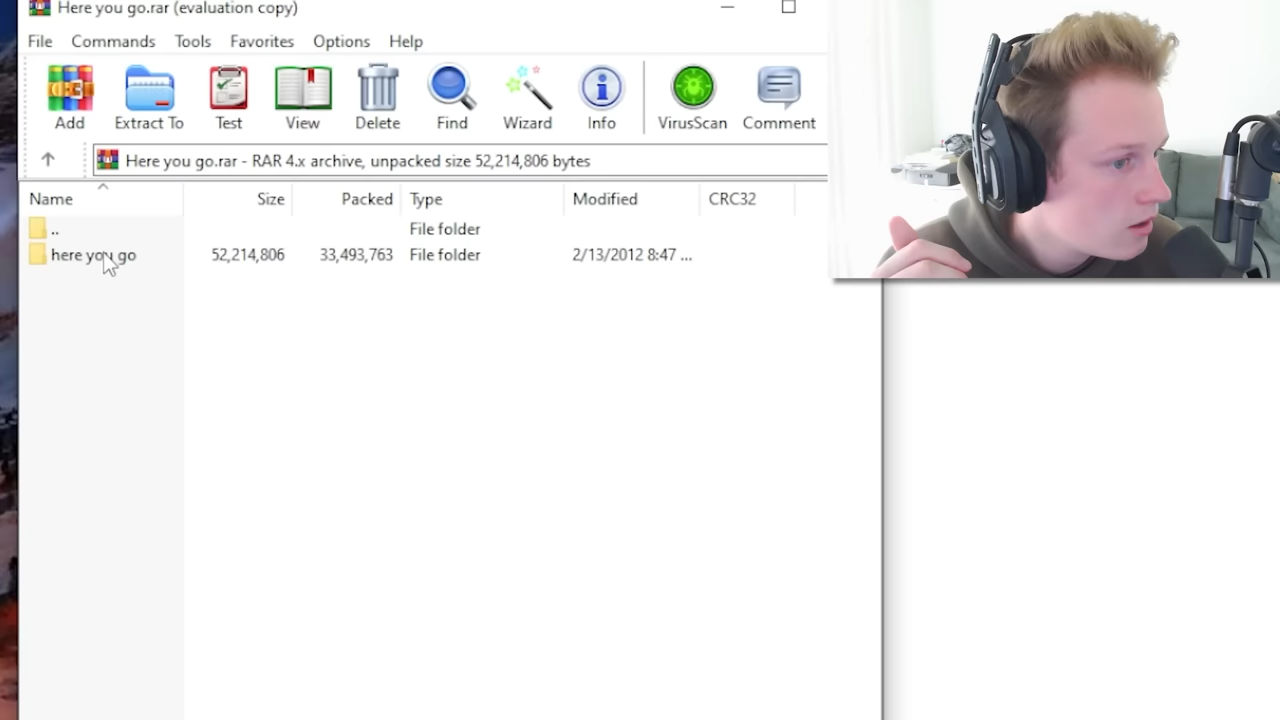 Here you go.rar (evaluation copy)
File Commands Tools Favorites Options Help
Add Extract To Test View Delete Find Wizard Info VirusScan Comment
Here you go.rar - RAR 4.x archive, unpacked size 52,214,806 bytes
Name Size Packed Type Modified CRC32
.. File folder
here you go 52,214,806 33,493,763 File folder 2/13/2012 8:47 ...